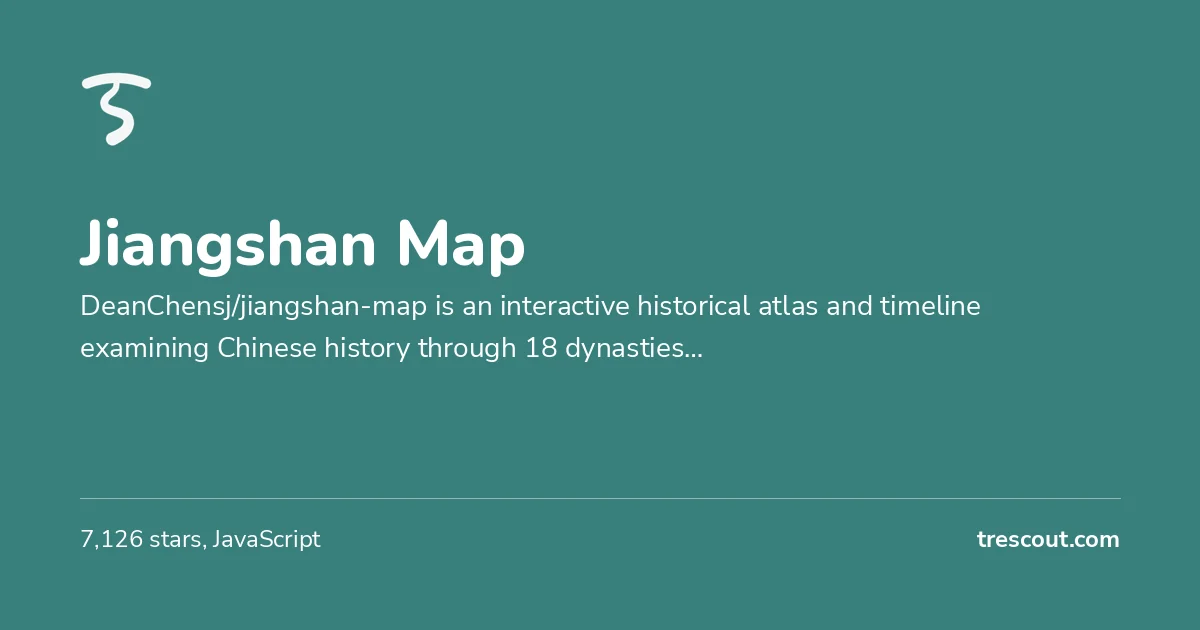 Jiangshan Map
DeanChensj/jiangshan-map is an interactive historical atlas and timeline
examining Chinese history through 18 dynasties...
7,126 stars, JavaScript
trescout.com